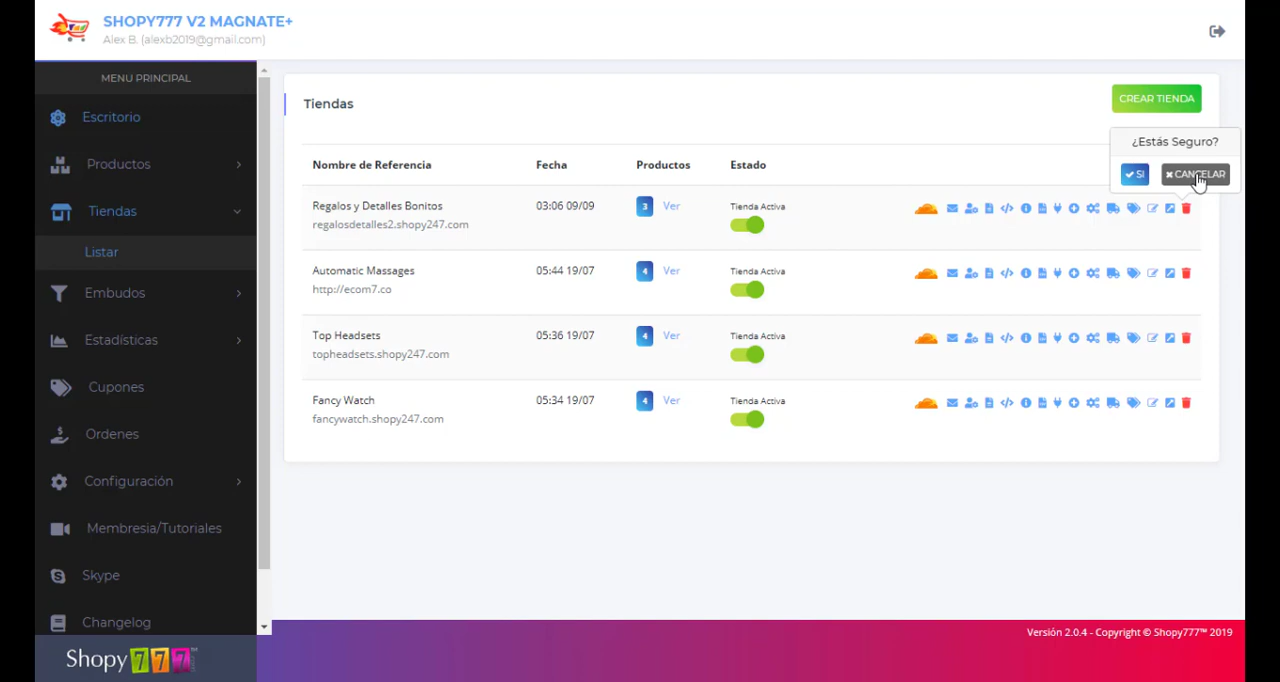 SHOPY777 V2 MAGNATE+
Alex B. (alexb2019@gmail.com)
MENU PRINCIPAL
Escritorio
Productos
Tiendas
Listar
Embudos
Estadísticas
Cupones
Ordenes
Configuración
Membresia/Tutoriales
Skype
Changelog
Shopy777™
Tiendas
CREAR TIENDA
¿Estás Seguro?
SI
CANCELAR
Nombre de Referencia Fecha Productos Estado
Regalos y Detalles Bonitos 03:06 09/09 3 Ver Tienda Activa
regalosdetalles2.shopy247.com
Automatic Massages 05:44 19/07 4 Ver Tienda Activa
http://ecom7.co
Top Headsets 05:36 19/07 4 Ver Tienda Activa
topheadsets.shopy247.com
Fancy Watch 05:34 19/07 4 Ver Tienda Activa
fancywatch.shopy247.com
Versión 2.0.4 - Copyright © Shopy777™ 2019